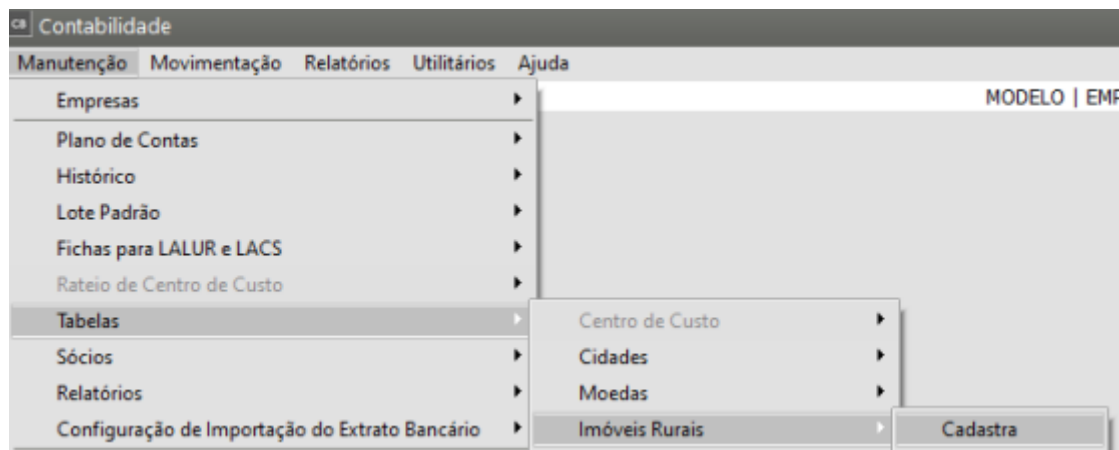 CB Contabilidade
Manutenção Movimentação Relatórios Utilitários Ajuda
Empresas
MODELO |
Plano de Contas
Histórico
Lote Padrão
Fichas para LALUR e LACS
Rateio de Centro de Custo
Tabelas
Centro de Custo
Sócios
Cidades
Relatórios
Moedas
Configuração de Importação do Extrato Bancário
Imóveis Rurais
Cadastra